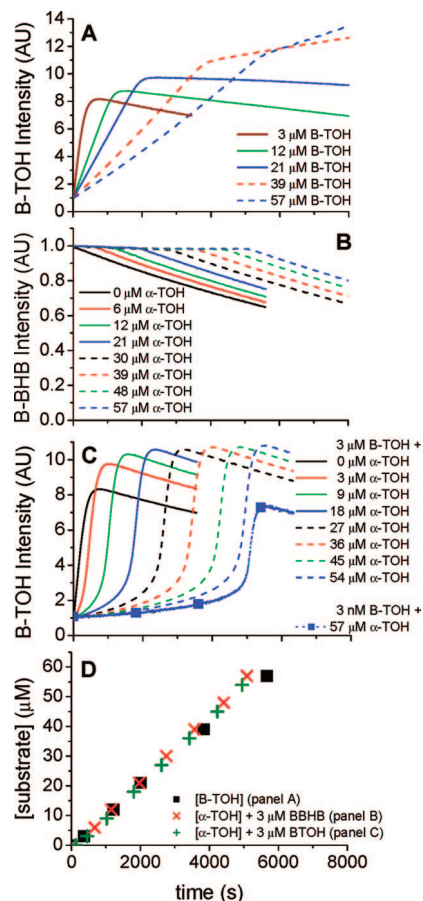 A
B-TOH Intensity (AU)
14
12
10
8
6
4
2
0
3 μM B-TOH
12 μM B-TOH
21 μM B-TOH
39 μM B-TOH
57 μM B-TOH
B
B-BHB Intensity (AU)
1.0
0.8
0.6
0.4
0.2
0.0
0 μM α-TOH
6 μM α-TOH
12 μM α-TOH
21 μM α-TOH
30 μM α-TOH
39 μM α-TOH
48 μM α-TOH
57 μM α-TOH
C
B-TOH Intensity (AU)
10
8
6
4
2
0
3 μM B-TOH +
0 μM α-TOH
3 μM α-TOH
9 μM α-TOH
18 μM α-TOH
27 μM α-TOH
36 μM α-TOH
45 μM α-TOH
54 μM α-TOH
3 nM B-TOH +
57 μM α-TOH
D
[substrate] (μM)
60
50
40
30
20
10
0
[B-TOH] (panel A)
[α-TOH] + 3 μM BBHB (panel B)
[α-TOH] + 3 μM BTOH (panel C)
0 2000 4000 6000 8000
time (s)